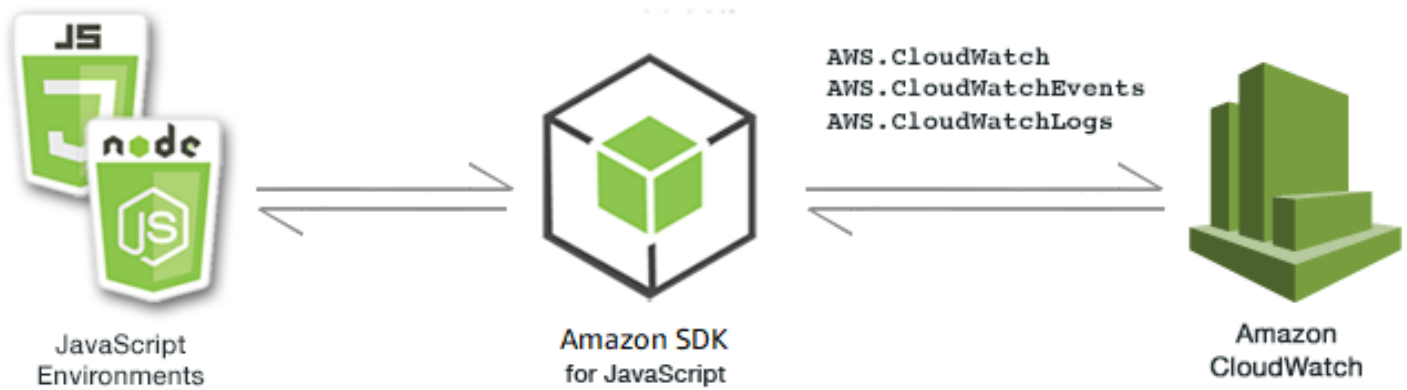 JS
node
JS
AWS.CloudWatch
AWS.CloudWatchEvents
AWS.CloudWatchLogs
JavaScript
Environments
Amazon SDK
for JavaScript
Amazon
CloudWatch